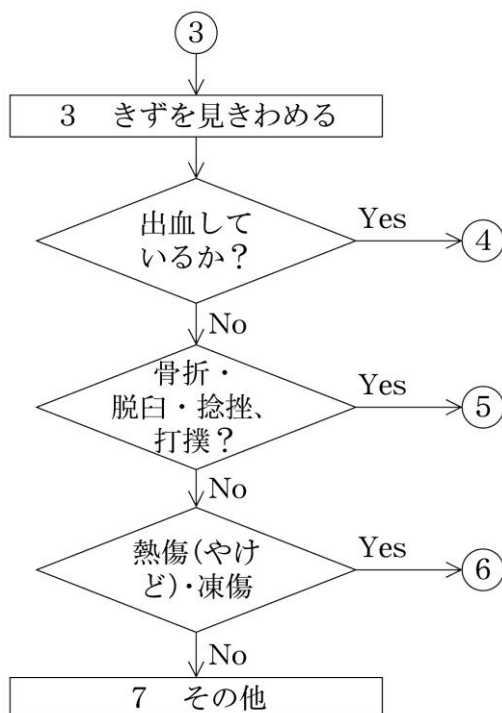 ③
3 きずを見きわめる
出血して
いるか？
Yes
④
No
骨折・
脱臼・捻挫、
打撲？
Yes
⑤
No
熱傷(やけ
ど)・凍傷
Yes
⑥
No
7 その他